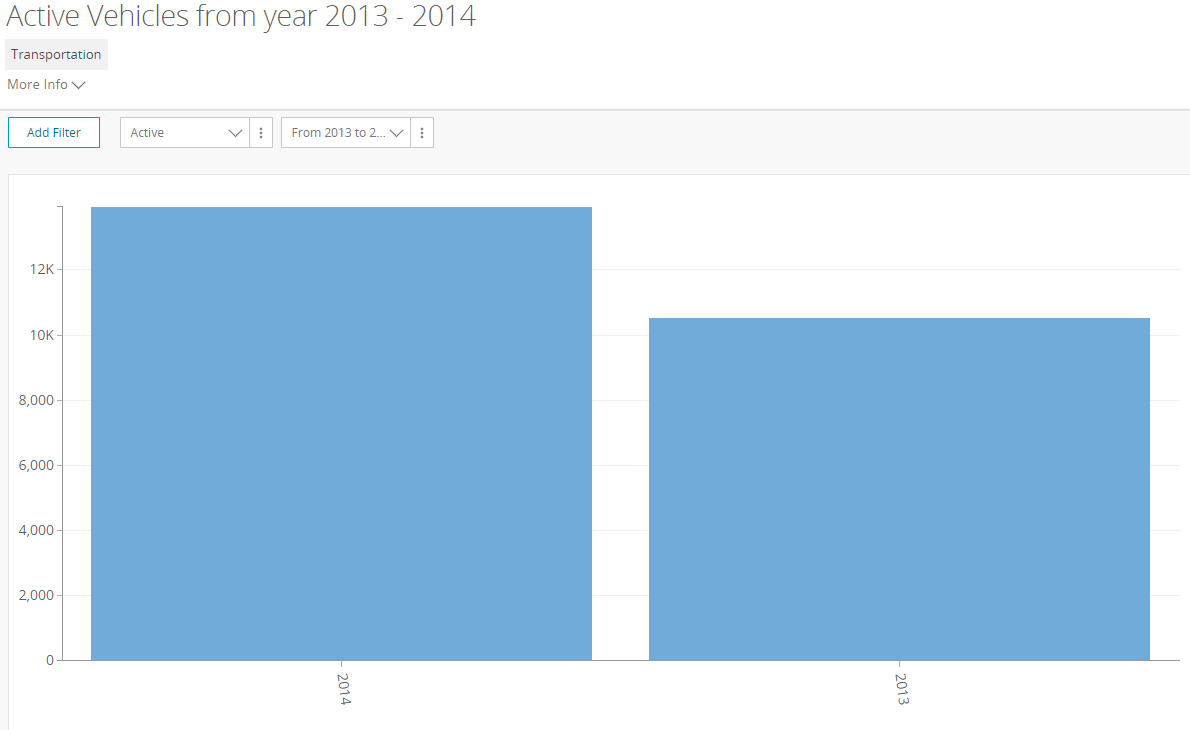 Active Vehicles from year 2013 - 2014
Transportation
More Info
Add Filter
Active
From 2013 to 2...
12K
10K
8,000
6,000
4,000
2,000
0
2014
2013